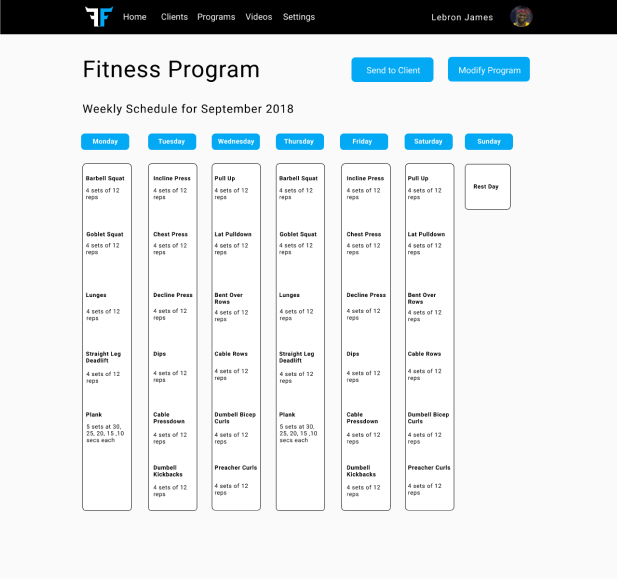 FF Home Clients Programs Videos Settings Lebron James
Fitness Program
Send to Client
Modify Program
Weekly Schedule for September 2018
Monday
Barbell Squat
4 sets of 12
reps
Goblet Squat
4 sets of 12
reps
Lunges
4 sets of 12
reps
Straight Leg
Deadlift
4 sets of 12
reps
Plank
5 sets at 30,
25, 20, 15 ,10
secs each
Tuesday
Incline Press
4 sets of 12
reps
Chest Press
4 sets of 12
reps
Decline Press
4 sets of 12
reps
Dips
4 sets of 12
reps
Cable
Pressdown
4 sets of 12
reps
Dumbell
Kickbacks
4 sets of 12
reps
Wednesday
Pull Up
4 sets of 12
reps
Lat Pulldown
4 sets of 12
reps
Bent Over
Rows
4 sets of 12
reps
Cable Rows
4 sets of 12
reps
Dumbell Bicep
Curls
4 sets of 12
reps
Preacher Curls
4 sets of 12
reps
Thursday
Barbell Squat
4 sets of 12
reps
Goblet Squat
4 sets of 12
reps
Lunges
4 sets of 12
reps
Straight Leg
Deadlift
4 sets of 12
reps
Plank
5 sets at 30,
25, 20, 15 ,10
secs each
Friday
Incline Press
4 sets of 12
reps
Chest Press
4 sets of 12
reps
Decline Press
4 sets of 12
reps
Dips
4 sets of 12
reps
Cable
Pressdown
4 sets of 12
reps
Dumbell
Kickbacks
4 sets of 12
reps
Saturday
Pull Up
4 sets of 12
reps
Lat Pulldown
4 sets of 12
reps
Bent Over
Rows
4 sets of 12
reps
Cable Rows
4 sets of 12
reps
Dumbell Bicep
Curls
4 sets of 12
reps
Preacher Curls
4 sets of 12
reps
Sunday
Rest Day